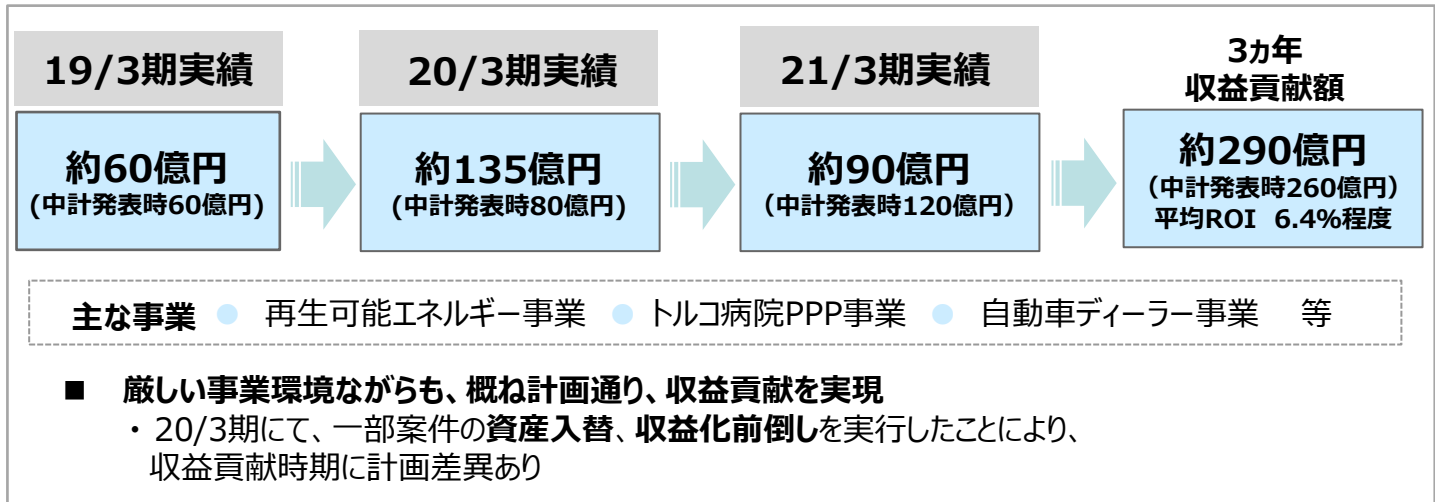 19/3期実績
20/3期実績
21/3期実績
3ヵ年
収益貢献額
約60億円
(中計発表時60億円)
約135億円
(中計発表時80億円)
約90億円
（中計発表時120億円）
約290億円
（中計発表時260億円）
平均ROI 6.4%程度
主な事業 ● 再生可能エネルギー事業 ● トルコ病院PPP事業 ● 自動車ディーラー事業 等
■ 厳しい事業環境ながらも、概ね計画通り、収益貢献を実現
・20/3期にて、一部案件の資産入替、収益化前倒しを実行したことにより、
収益貢献時期に計画差異あり